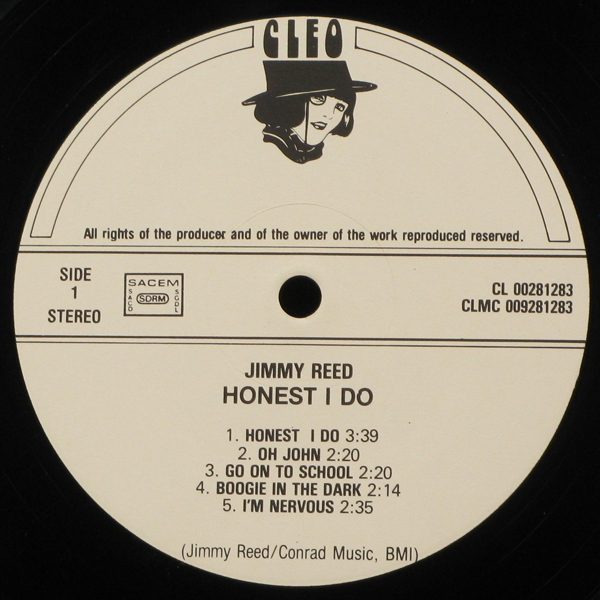 CLEO
All rights of the producer and of the owner of the work reproduced reserved.
SIDE
1
STEREO
SACEM
SACD
SDRM
SGDL
CL 00281283
CLMC 009281283
JIMMY REED
HONEST I DO
1. HONEST I DO 3:39
2. OH JOHN 2:20
3. GO ON TO SCHOOL 2:20
4. BOOGIE IN THE DARK 2:14
5. I'M NERVOUS 2:35
(Jimmy Reed/Conrad Music, BMI)